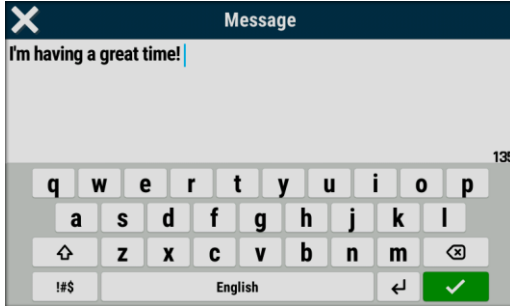 Message
I'm having a great time!
135
q w e r t y u i o p
a s d f g h j k l
z x c v b n m
!#$ English